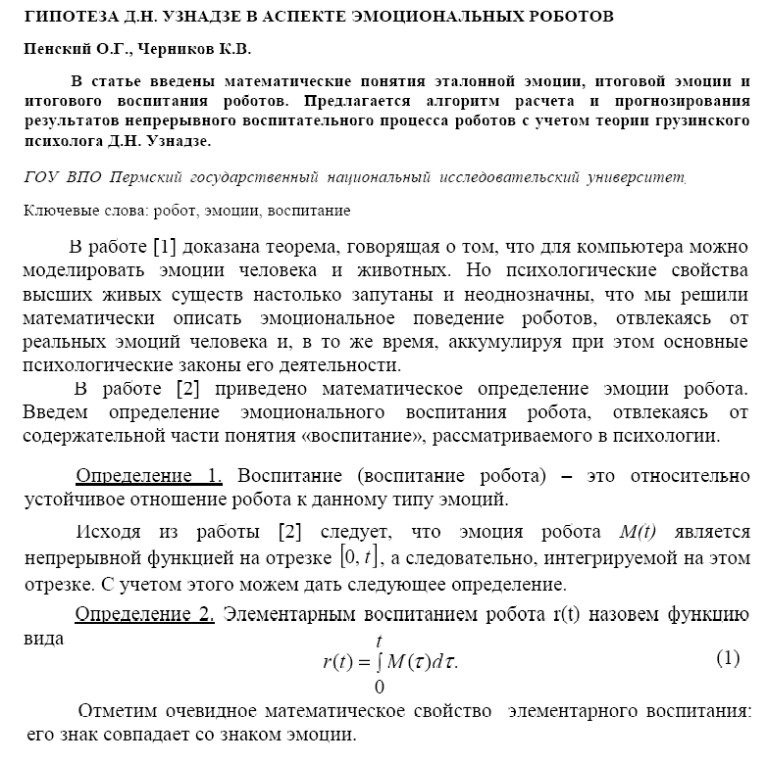 ГИПОТЕЗА Д.Н. УЗНАДЗЕ В АСПЕКТЕ ЭМОЦИОНАЛЬНЫХ РОБОТОВ
Пенский О.Г., Черников К.В.
В статье введены математические понятия эталонной эмоции, итоговой эмоции и
итогового воспитания роботов. Предлагается алгоритм расчета и прогнозирования
результатов непрерывного воспитательного процесса роботов с учетом теории грузинского
психолога Д.Н. Узнадзе.
ГОУ ВПО Пермский государственный национальный исследовательский университет.
Ключевые слова: робот, эмоции, воспитание
В работе [1] доказана теорема, говорящая о том, что для компьютера можно
моделировать эмоции человека и животных. Но психологические свойства
высших живых существ настолько запутаны и неоднозначны, что мы решили
математически описать эмоциональное поведение роботов, отвлекаясь от
реальных эмоций человека и, в то же время, аккумулируя при этом основные
психологические законы его деятельности.
В работе [2] приведено математическое определение эмоции робота.
Введем определение эмоционального воспитания робота, отвлекаясь от
содержательной части понятия «воспитание», рассматриваемого в психологии.
Определение 1. Воспитание (воспитание робота) – это относительно
устойчивое отношение робота к данному типу эмоций.
Исходя из работы [2] следует, что эмоция робота M(t) является
непрерывной функцией на отрезке [0, t], а следовательно, интегрируемой на этом
отрезке. С учетом этого можем дать следующее определение.
Определение 2. Элементарным воспитанием робота r(t) назовем функцию
вида
r(t) = ∫₀ᵗ M(τ)dτ. (1)
Отметим очевидное математическое свойство элементарного воспитания:
его знак совпадает со знаком эмоции.